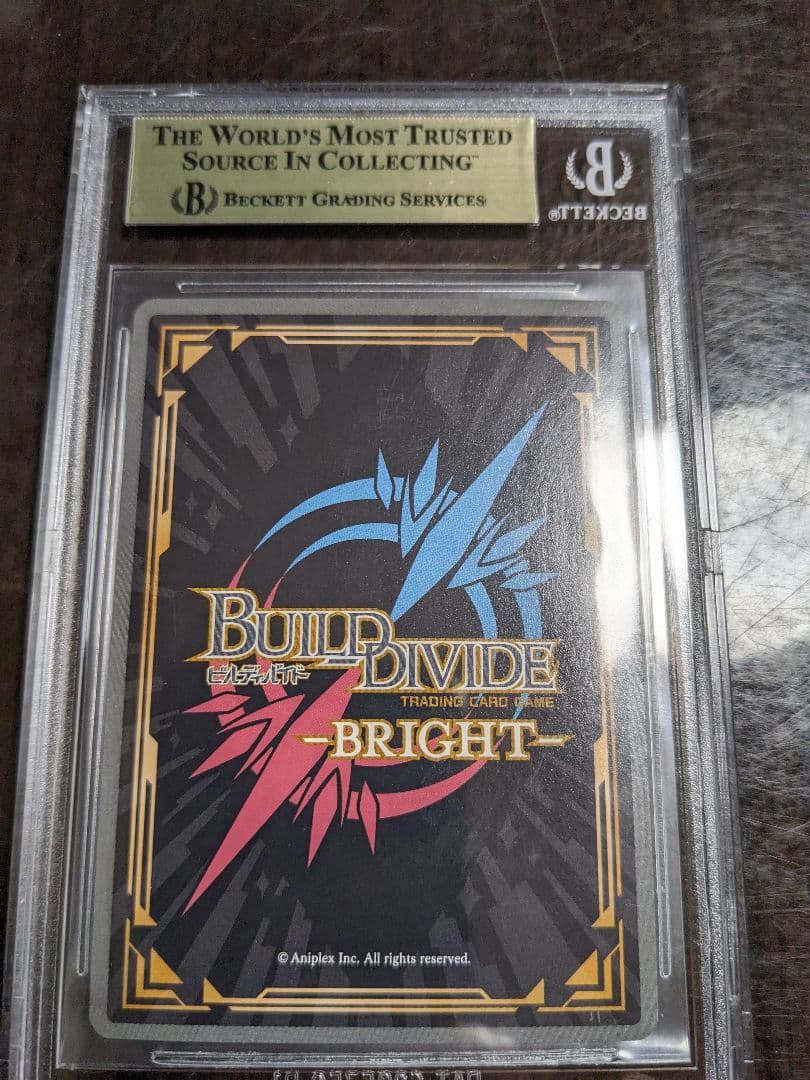 THE WORLD'S MOST TRUSTED
SOURCE IN COLLECTING™
B BECKETT GRADING SERVICES
B
BECKETT®
BUILD DIVIDE
ビルディバイド
TRADING CARD GAME
-BRIGHT-
© Aniplex Inc. All rights reserved.